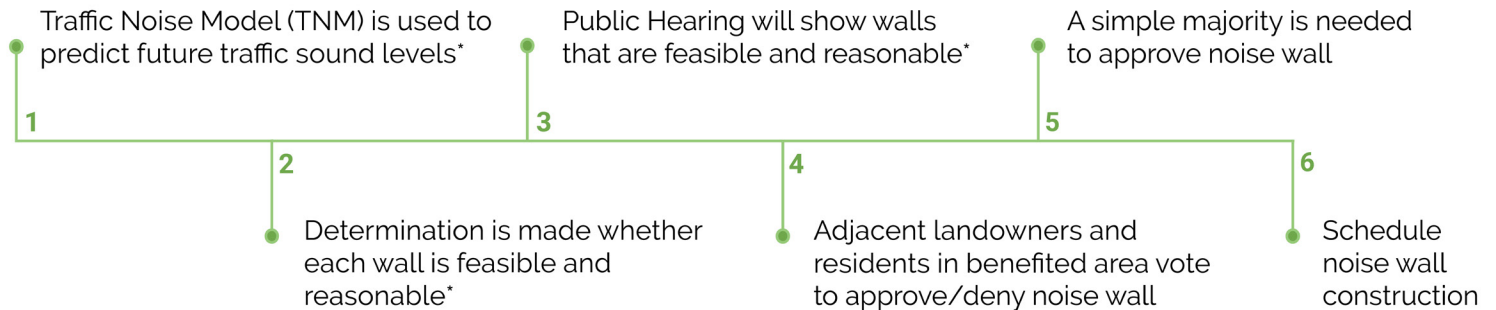 Traffic Noise Model (TNM) is used to
predict future traffic sound levels*
1
2
Determination is made whether
each wall is feasible and
reasonable*
Public Hearing will show walls
that are feasible and reasonable*
3
4
Adjacent landowners and
residents in benefited area vote
to approve/deny noise wall
A simple majority is needed
to approve noise wall
5
6
Schedule
noise wall
construction